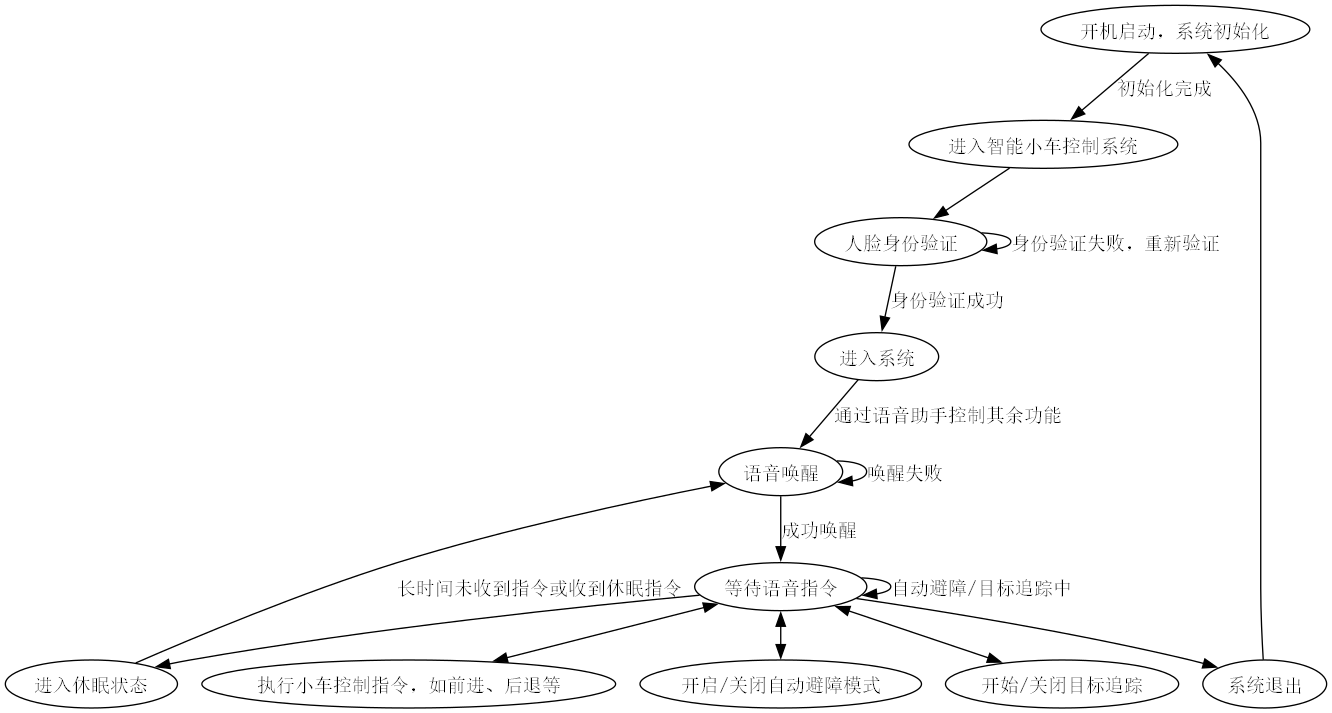 开机启动，系统初始化
初始化完成
进入智能小车控制系统
人脸身份验证
身份验证失败，重新验证
身份验证成功
进入系统
通过语音助手控制其余功能
语音唤醒
唤醒失败
成功唤醒
长时间未收到指令或收到休眠指令
等待语音指令
自动避障/目标追踪中
进入休眠状态
执行小车控制指令，如前进、后退等
开启/关闭自动避障模式
开始/关闭目标追踪
系统退出